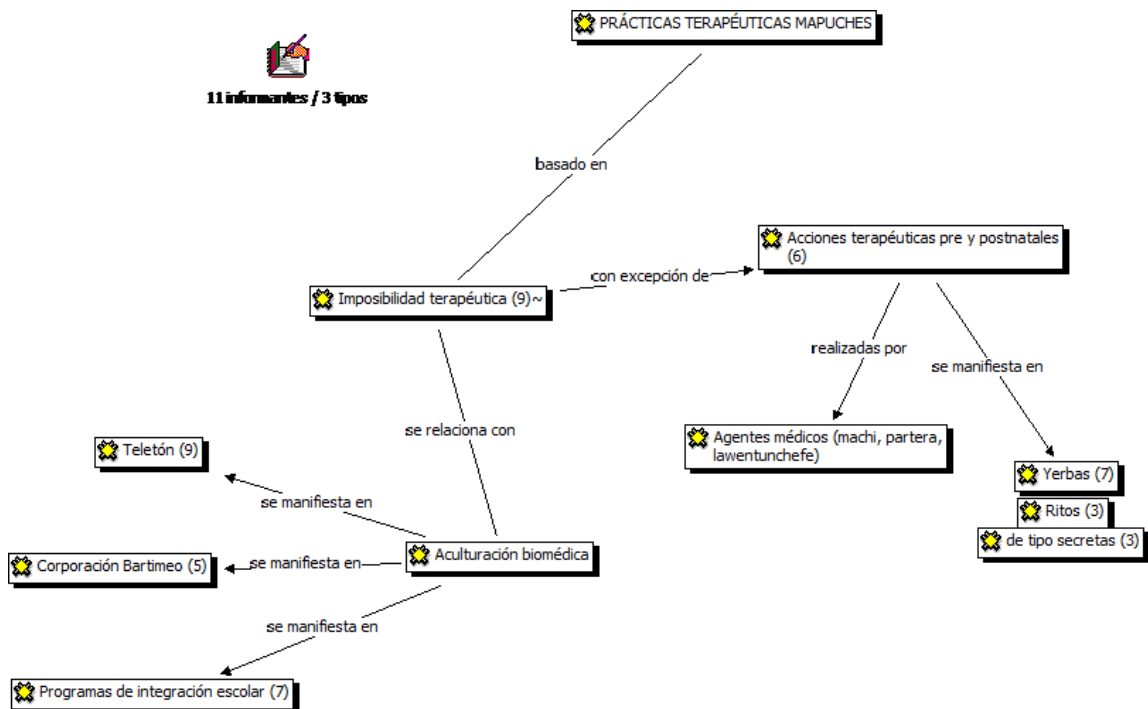 PRÁCTICAS TERAPÉUTICAS MAPUCHES
11 informantes / 3 tipos
basado en
Acciones terapéuticas pre y postnatales
(6)
con excepción de
Imposibilidad terapéutica (9)~
realizadas por
se manifiesta en
se relaciona con
Agentes médicos (machi, partera,
lawentunchefe)
Teletón (9)
Yerbas (7)
se manifiesta en
Ritos (3)
de tipo secretas (3)
Aculturación biomédica
se manifiesta en
Corporación Bartimeo (5)
se manifiesta en
Programas de integración escolar (7)